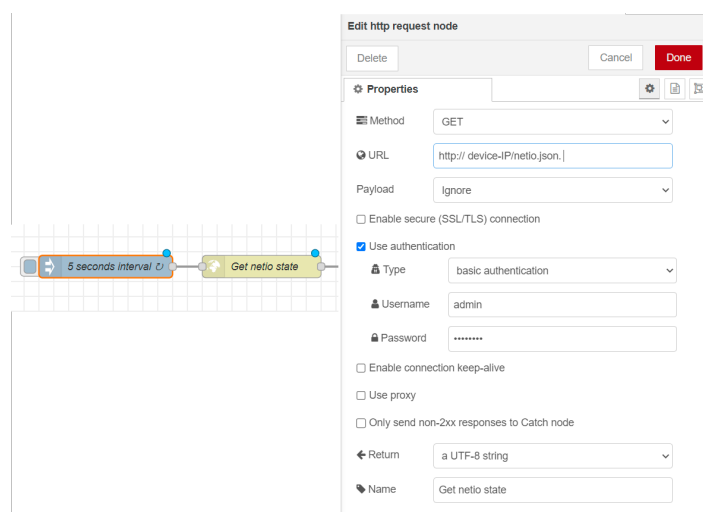 Edit http request node
Delete
Cancel
Done
Properties
Method
GET
URL
http:// device-IP/netio.json.
Payload
Ignore
Enable secure (SSL/TLS) connection
Use authentication
Type
basic authentication
5 seconds interval ↻
Get netio state
Username
admin
Password
••••••••
Enable connection keep-alive
Use proxy
Only send non-2xx responses to Catch node
Return
a UTF-8 string
Name
Get netio state